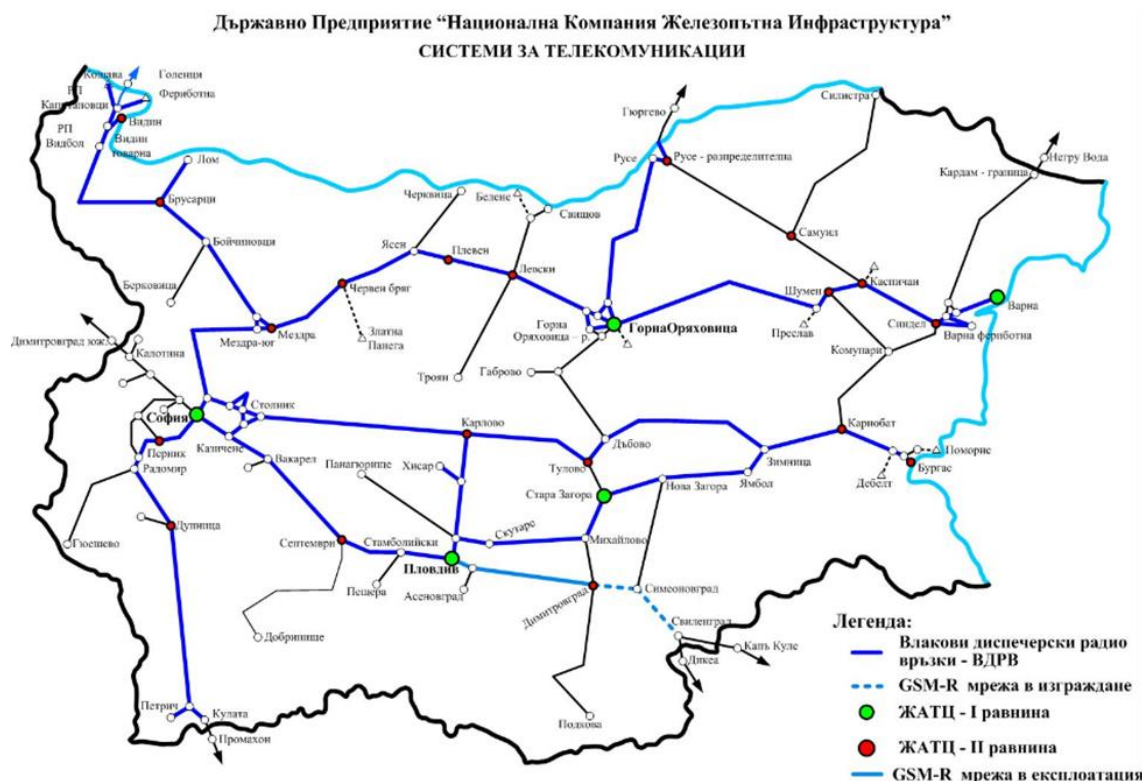 Държавно Предприятие “Национална Компания Железопътна Инфраструктура”
СИСТЕМИ ЗА ТЕЛЕКОМУНИКАЦИИ
Кошава
Голенци
РП
Капитановци
Фериботна
Видин
РП
Видбол
Видин
товарна
Гюргево
Силистра
Негру Вода
Кардам - граница
Русе
Русе - разпределителна
Лом
Брусарци
Черквица
Белене
Свищов
Самуил
Бойчиновци
Ясен
Плевен
Левски
Каспичан
Берковица
Червен бряг
Шумен
Варна
Мездра
Мездра-юг
Златна
Панега
Горна
Оряховица – р.
ГорнаОряховица
Преслав
Синдел
Варна фериботна
Димитровград юж.
Калотина
Троян
Габрово
Комунари
Столник
София
Карлово
Карнобат
Казичене
Перник
Радомир
Вакарел
Панагюрище
Хисар
Дъбово
Тулово
Зимница
Поморие
Бургас
Дебелт
Стара Загора
Нова Загора
Ямбол
Гюешево
Дупница
Септември
Стамболийски
Скутаре
Михайлово
Пловдив
Пещера
Асеновград
Димитровград
Симеоновград
Свиленград
Капъ Куле
Дикеа
Добринище
Подкова
Петрич
Кулата
Промахон
Легенда:
Влакови диспечерски радио
връзки - ВДРВ
GSM-R мрежа в изграждане
ЖАТЦ - I равнина
ЖАТЦ - II равнина
GSM-R мрежа в експлоатация